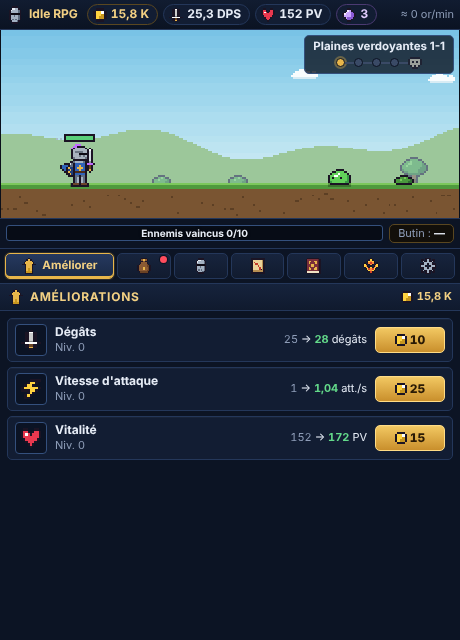 Idle RPG 15,8 K 25,3 DPS 152 PV 3 ≈ 0 or/min
Plaines verdoyantes 1-1
Ennemis vaincus 0/10 Butin : —
Améliorer
AMÉLIORATIONS 15,8 K
Dégâts
Niv. 0
25 → 28 dégâts 10
Vitesse d'attaque
Niv. 0
1 → 1,04 att./s 25
Vitalité
Niv. 0
152 → 172 PV 15